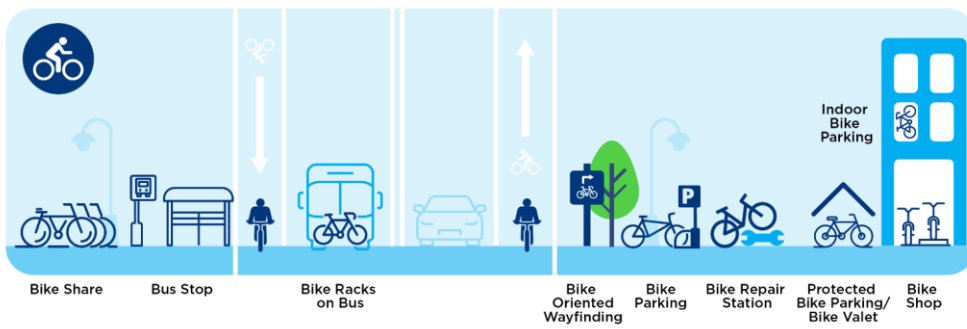 Indoor
Bike
Parking
P
Bike Share
Bus Stop
Bike Racks
on Bus
Bike
Oriented
Wayfinding
Bike
Parking
Bike Repair
Station
Protected
Bike Parking/
Bike Valet
Bike
Shop